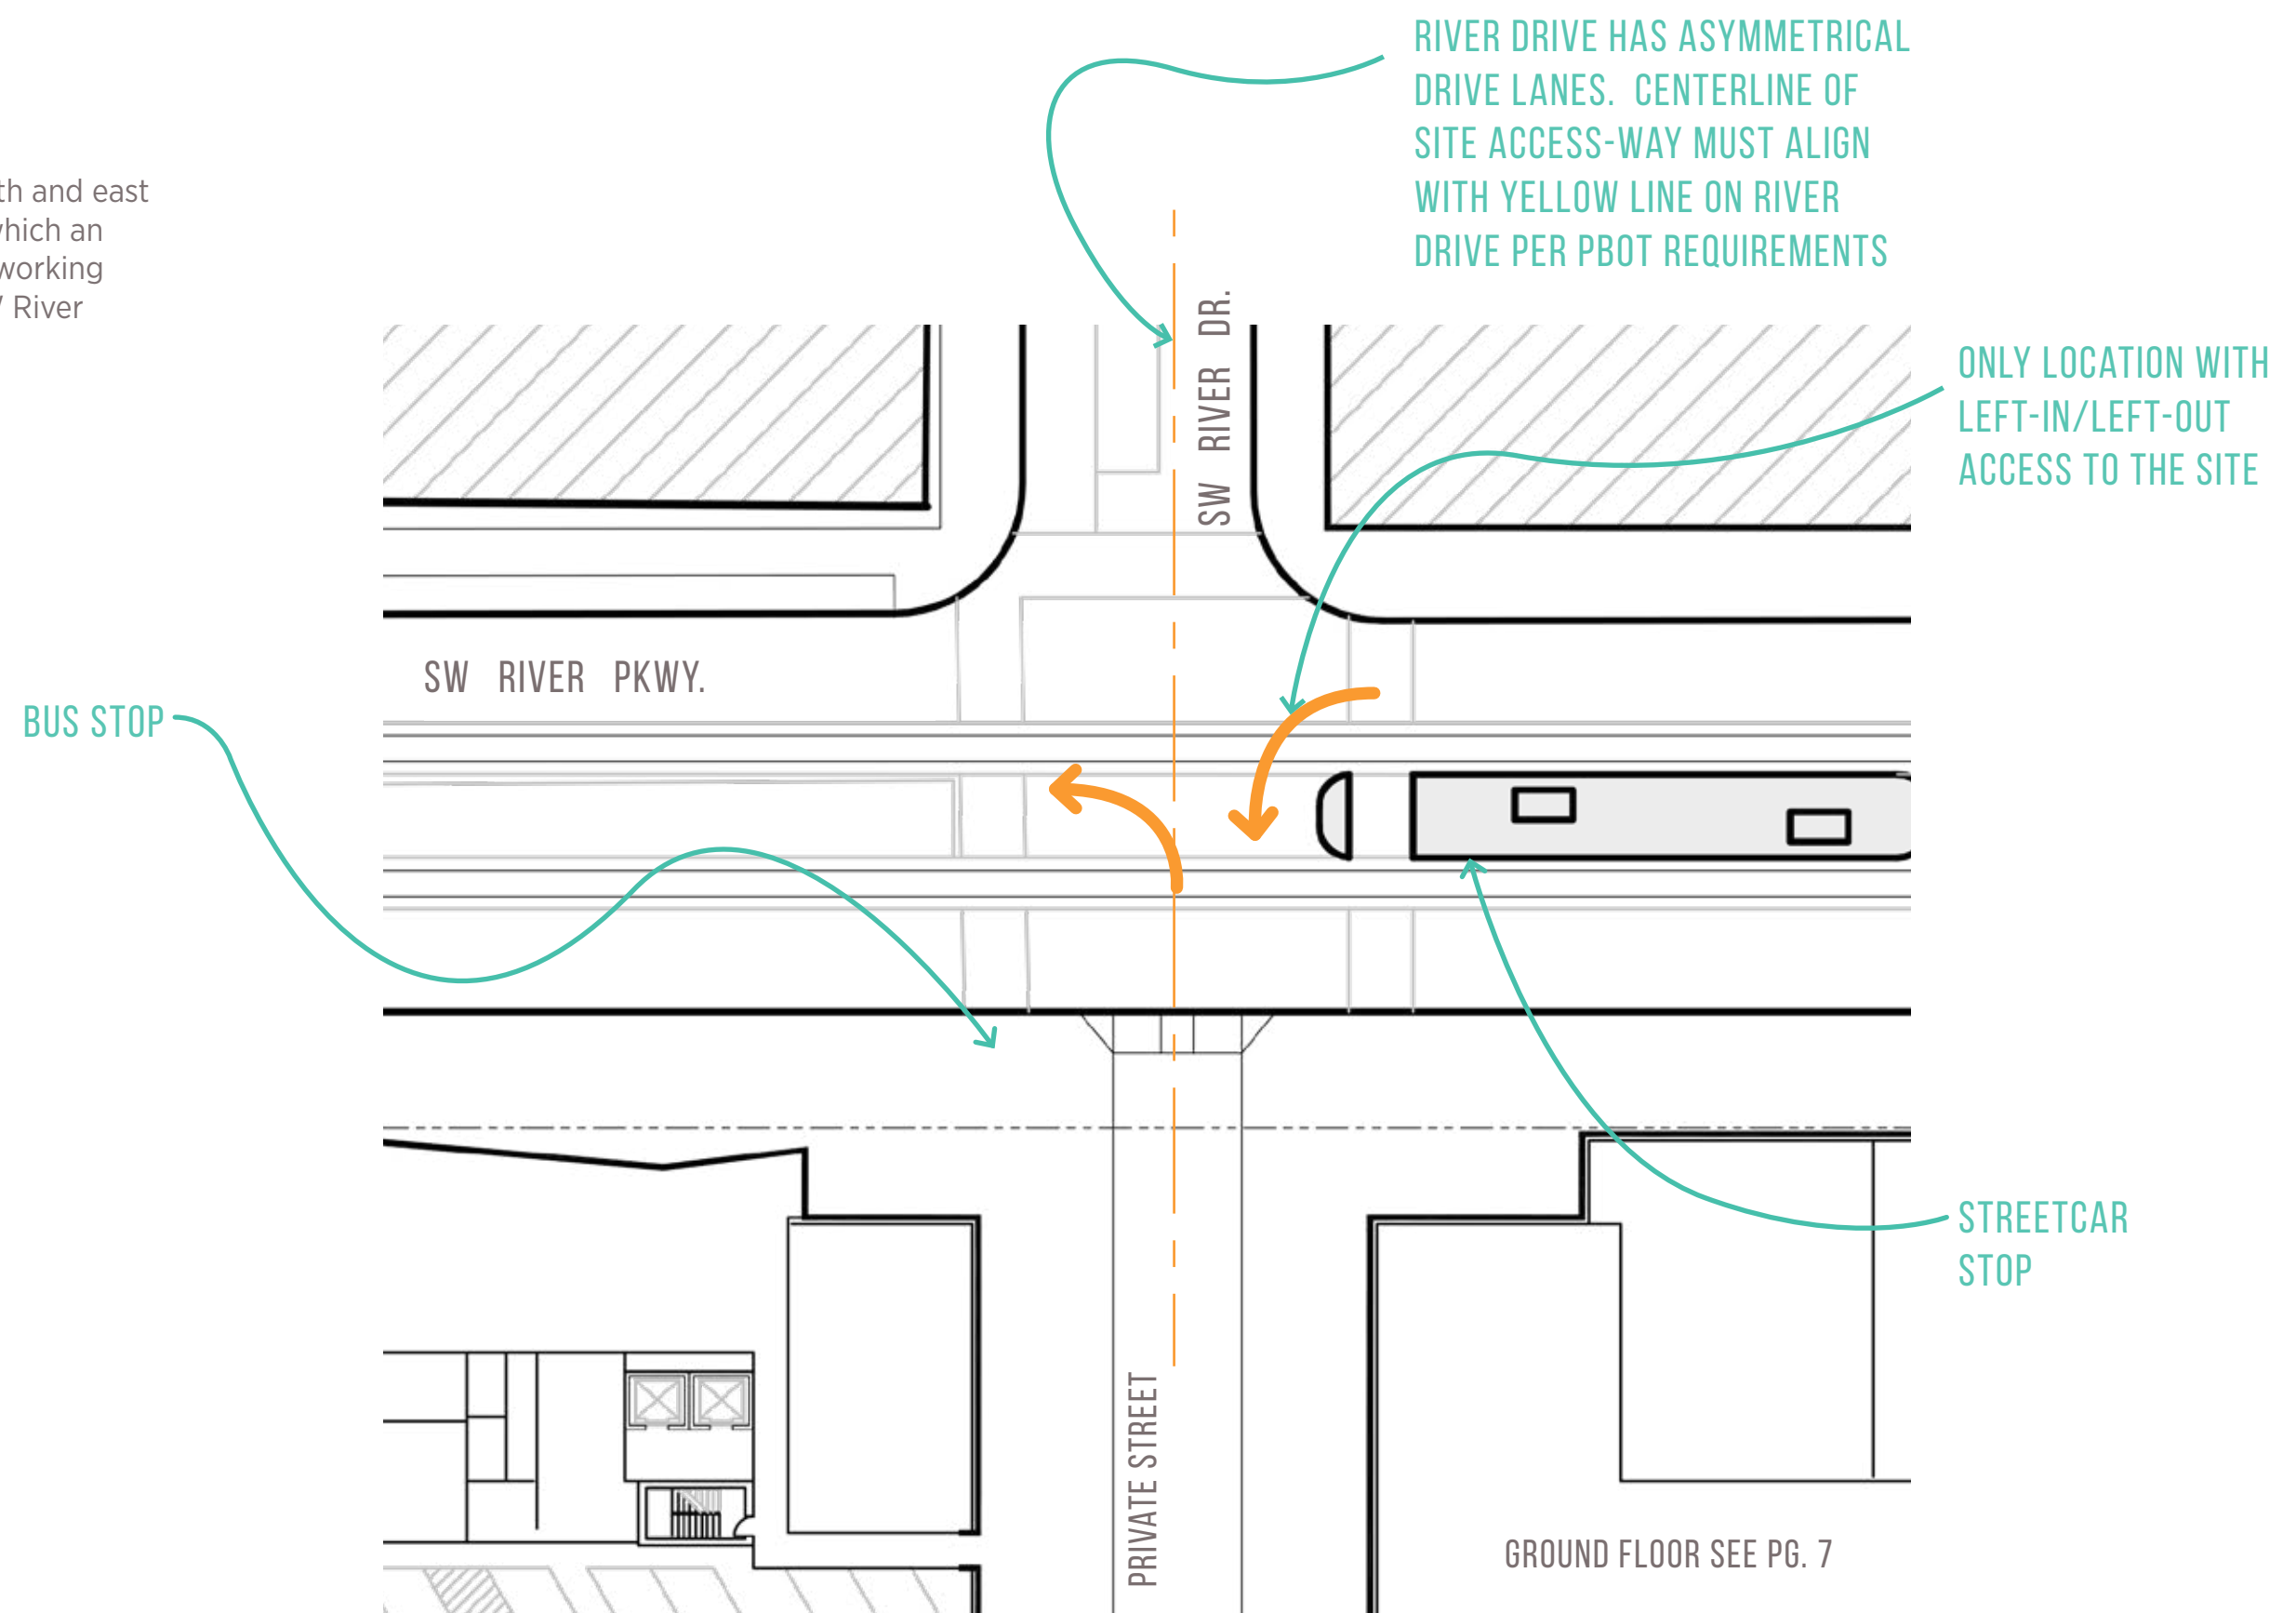 RIVER DRIVE HAS ASYMMETRICAL
DRIVE LANES. CENTERLINE OF
SITE ACCESS-WAY MUST ALIGN
WITH YELLOW LINE ON RIVER
DRIVE PER PBOT REQUIREMENTS
and east
which an
working
River
SW RIVER DR.
ONLY LOCATION WITH
LEFT-IN/LEFT-OUT
ACCESS TO THE SITE
SW RIVER PKWY.
BUS STOP
STREETCAR
STOP
PRIVATE STREET
GROUND FLOOR SEE PG. 7